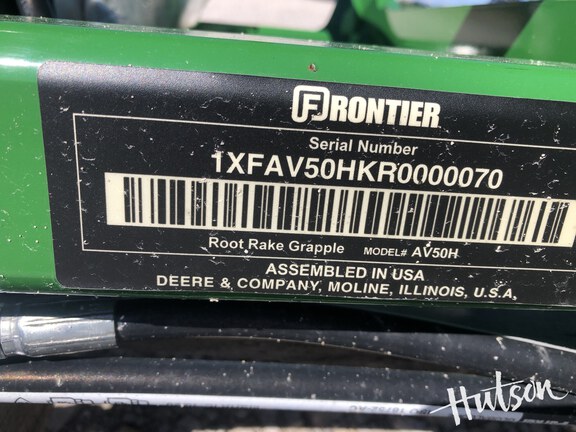 FRONTIER
Serial Number
1XFAV50HKR0000070
Root Rake Grapple MODEL# AV50H
ASSEMBLED IN USA
DEERE & COMPANY, MOLINE, ILLINOIS, U.S.A.
Hutson